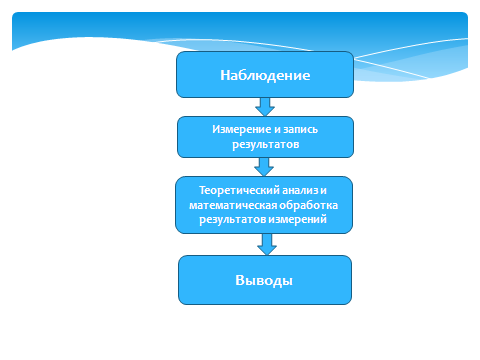 Наблюдение
Измерение и запись
результатов
Теоретический анализ и
математическая обработка
результатов измерений
Выводы